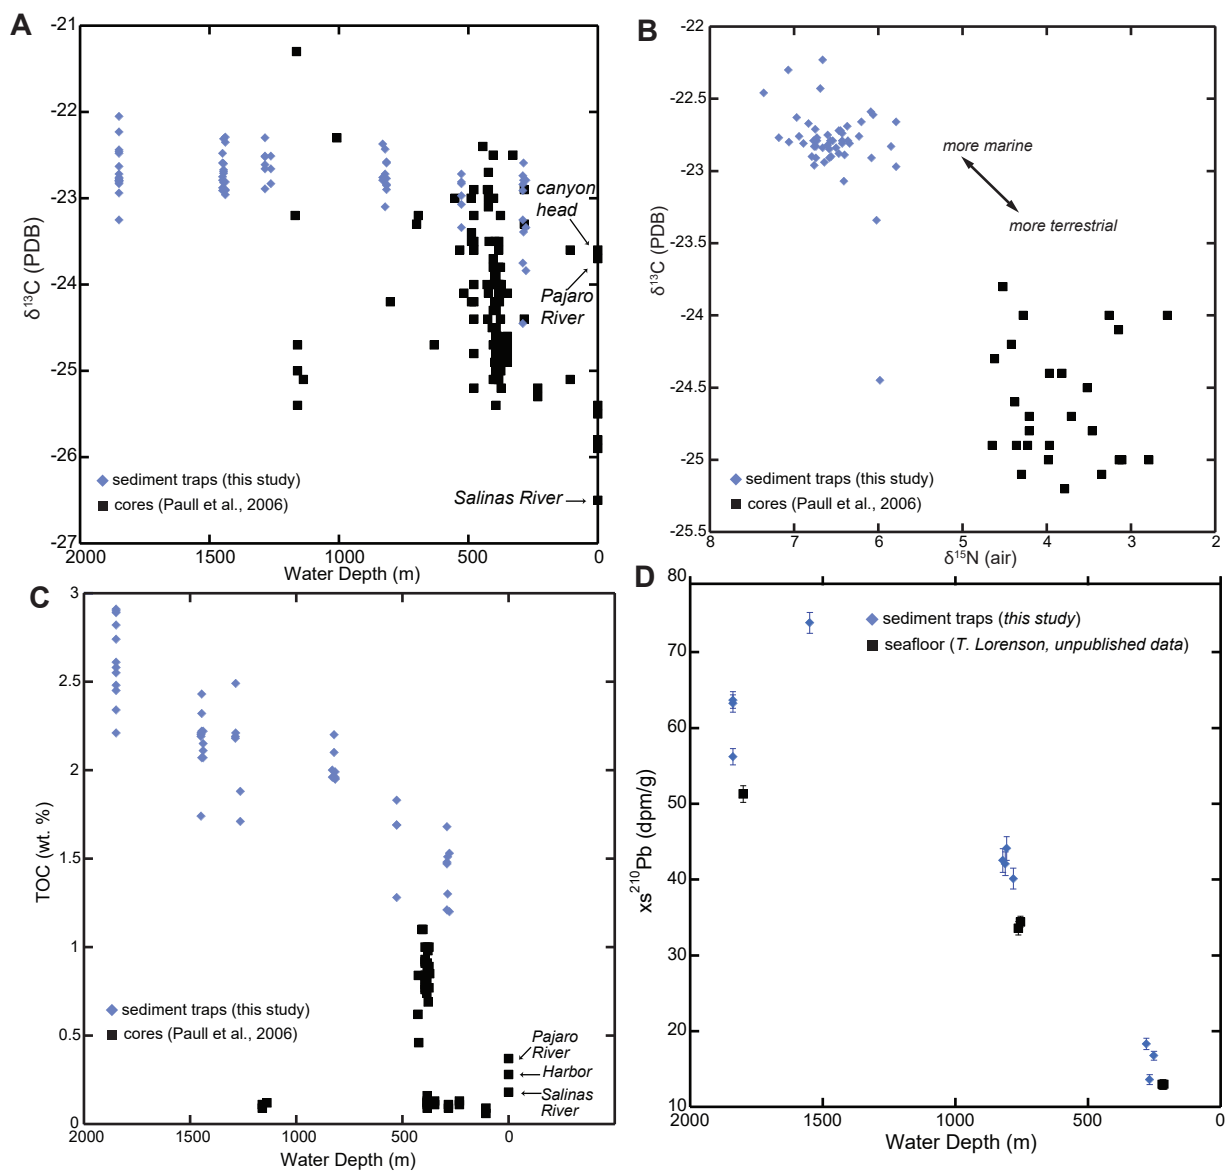 A
-21
-22
-23
-24
-25
-26
-27
δ13C (PDB)
canyon
head
Pajaro
River
Salinas River
sediment traps (this study)
cores (Paull et al., 2006)
2000
1500
1000
500
0
Water Depth (m)
B
-22
-22.5
-23
-23.5
-24
-24.5
-25
-25.5
δ13C (PDB)
more marine
more terrestrial
sediment traps (this study)
cores (Paull et al., 2006)
8
7
6
5
4
3
2
δ15N (air)
C
3
2.5
2
1.5
1
0.5
0
TOC (wt. %)
sediment traps (this study)
cores (Paull et al., 2006)
Pajaro
River
Harbor
Salinas
River
2000
1500
1000
500
0
Water Depth (m)
D
80
70
60
50
40
30
20
10
xs210Pb (dpm/g)
sediment traps (this study)
seafloor (T. Lorenson, unpublished data)
2000
1500
1000
500
0
Water Depth (m)